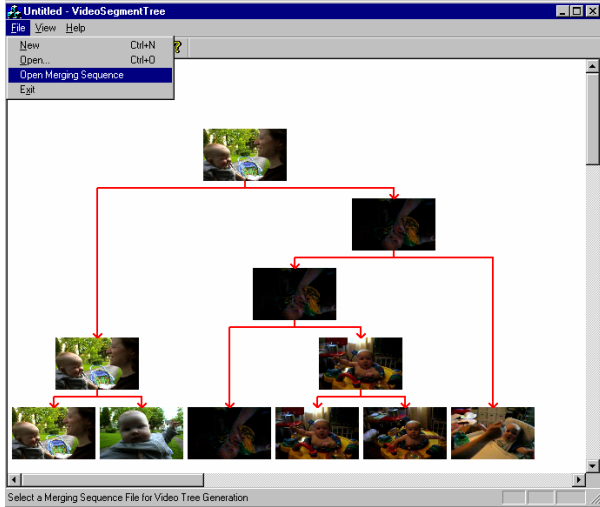 Untitled - VideoSegmentTree
File View Help
New Ctrl+N
Open... Ctrl+O
Open Merging Sequence
Exit
?
Select a Merging Sequence File for Video Tree Generation